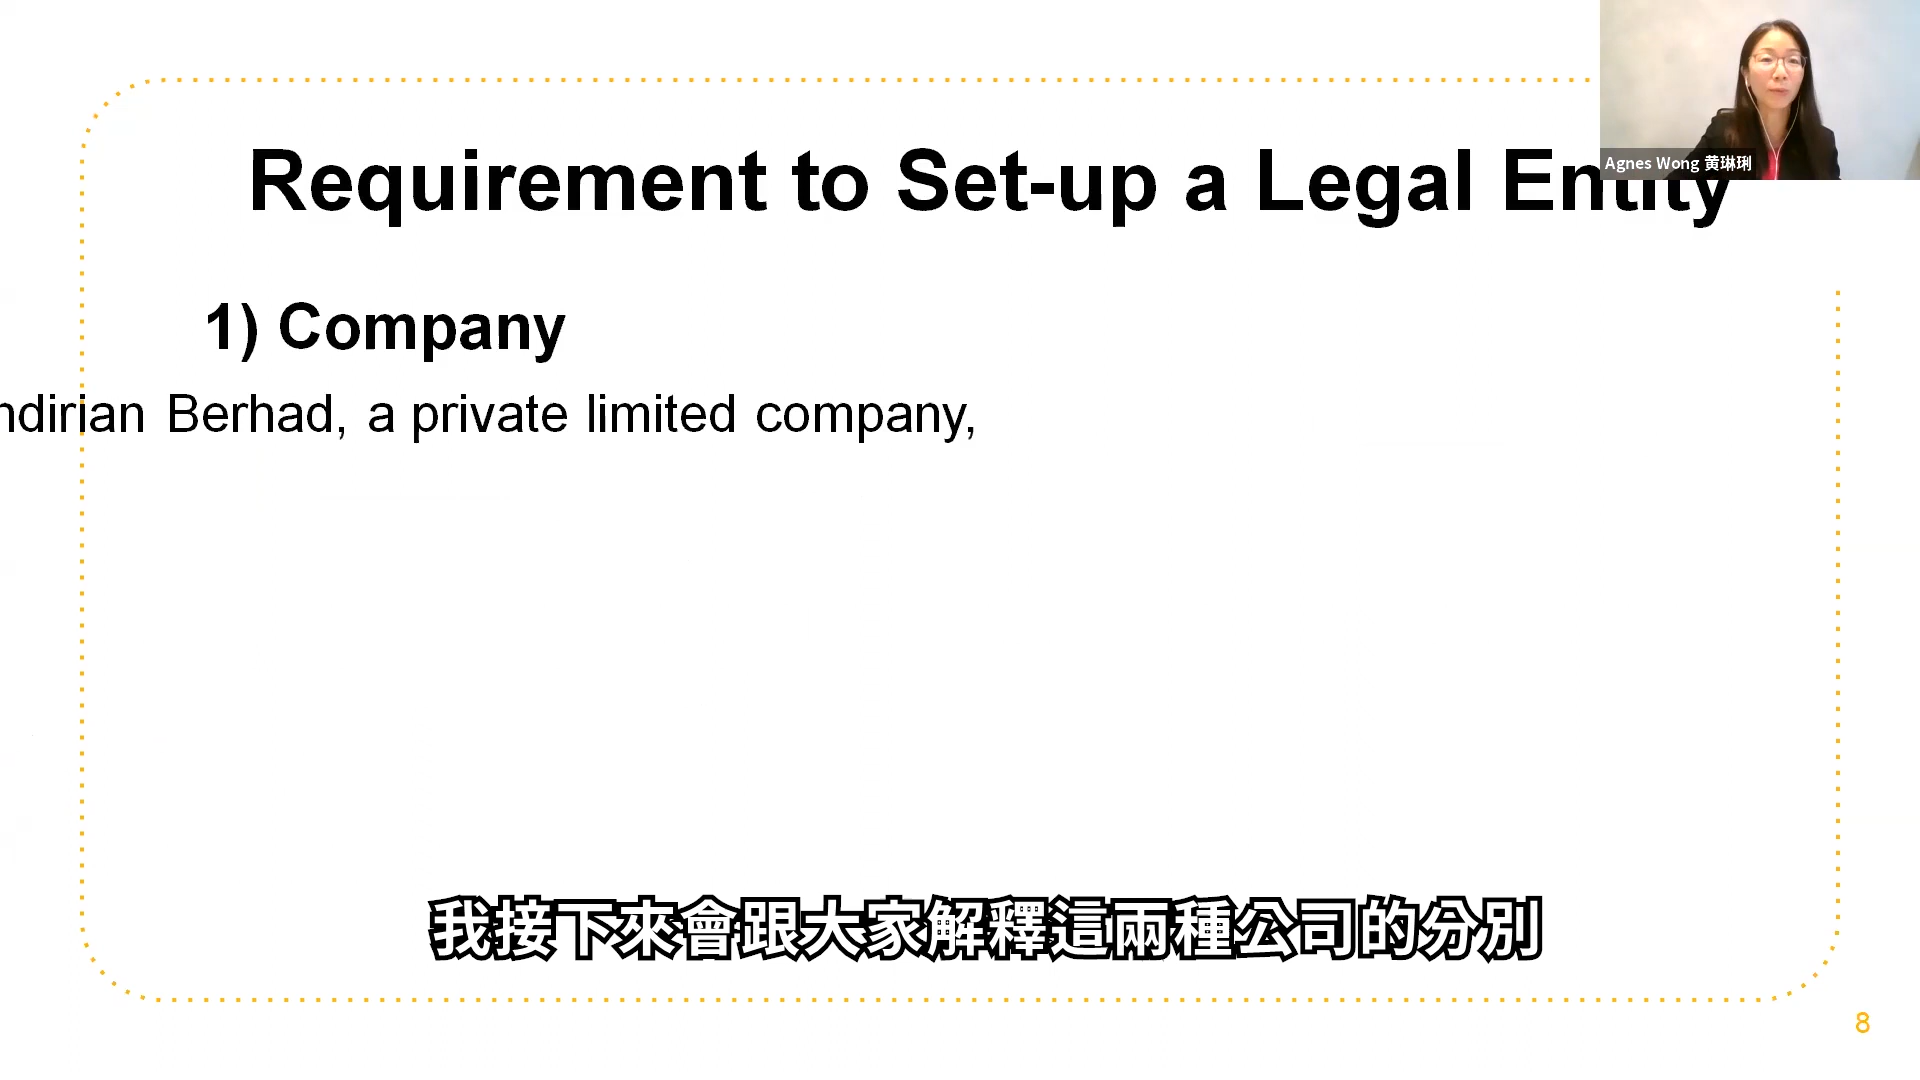 Requirement to Set-up a Legal Entity
Agnes Wong 黄琳琍
1) Company
ndirian Berhad, a private limited company,
我接下來會跟大家解釋這兩種公司的分別
8